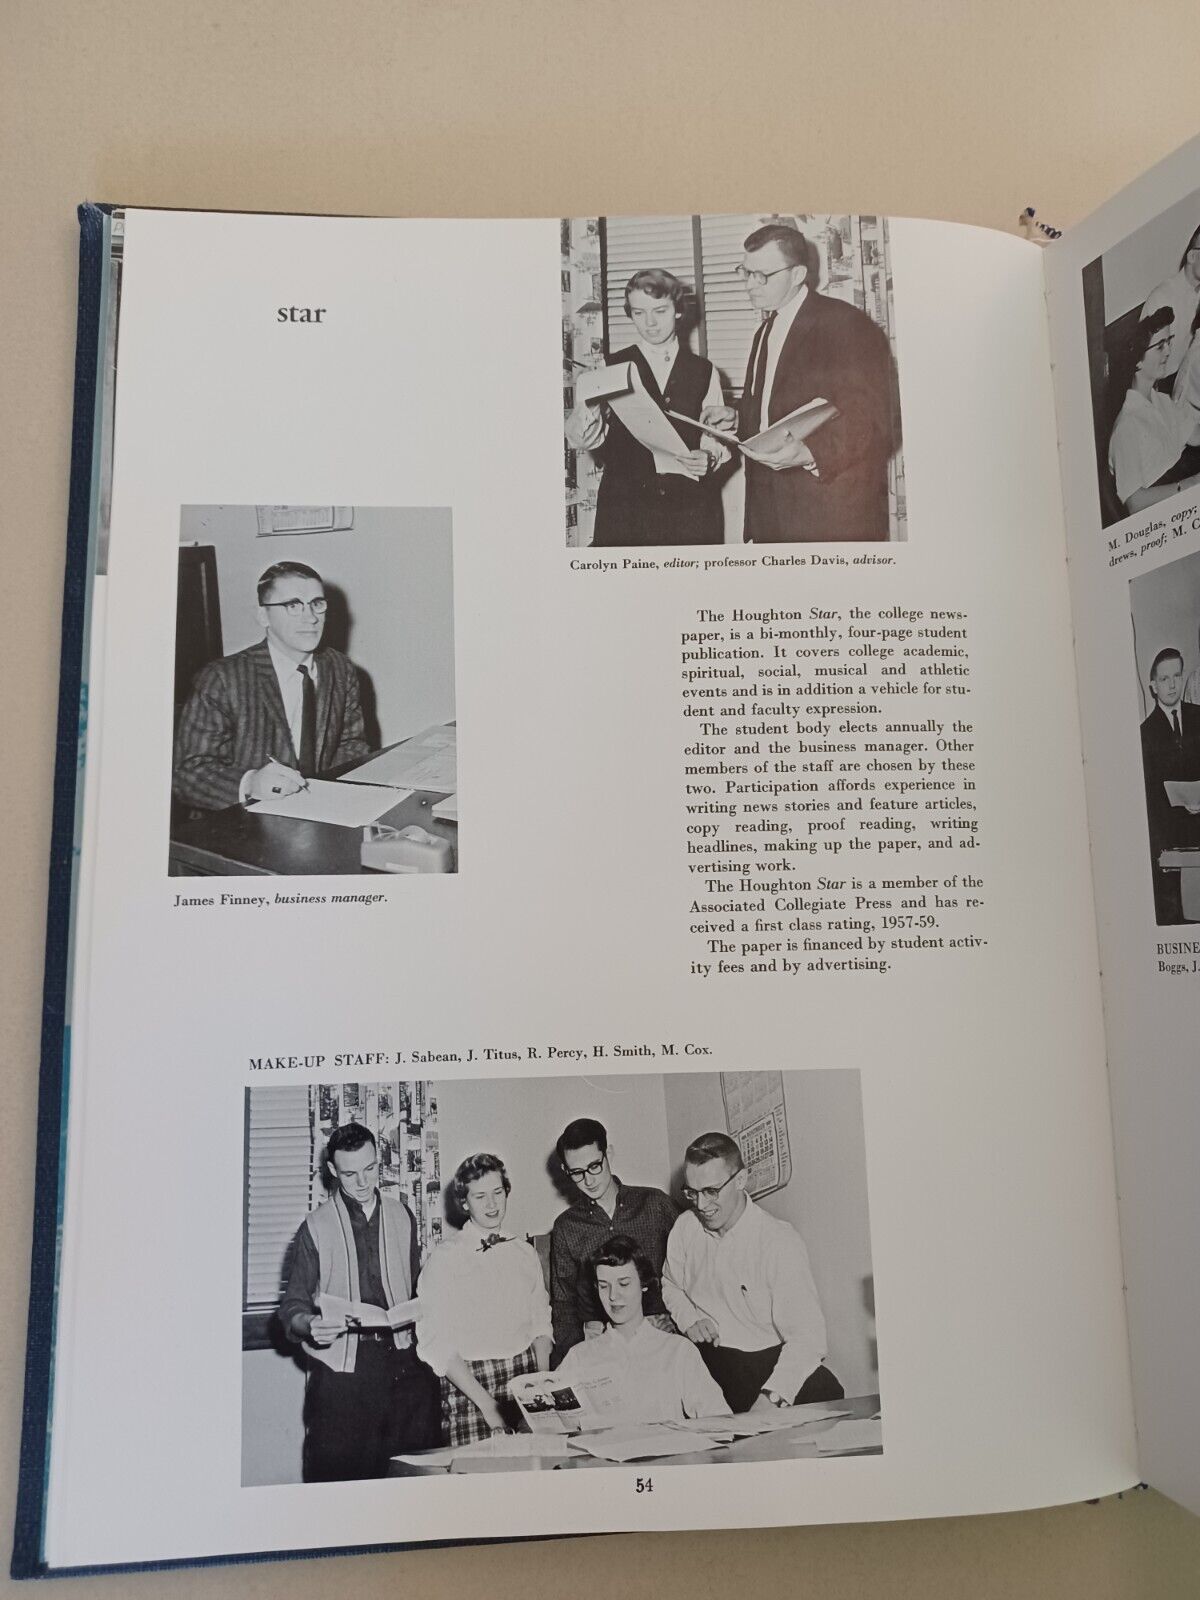 star
Carolyn Paine, editor; professor Charles Davis, advisor.
James Finney, business manager.
The Houghton Star, the college news-
paper, is a bi-monthly, four-page student
publication. It covers college academic,
spiritual, social, musical and athletic
events and is in addition a vehicle for stu-
dent and faculty expression.
The student body elects annually the
editor and the business manager. Other
members of the staff are chosen by these
two. Participation affords experience in
writing news stories and feature articles,
copy reading, proof reading, writing
headlines, making up the paper, and ad-
vertising work.
The Houghton Star is a member of the
Associated Collegiate Press and has re-
ceived a first class rating, 1957-59.
The paper is financed by student activ-
ity fees and by advertising.
MAKE-UP STAFF: J. Sabean, J. Titus, R. Percy, H. Smith, M. Cox.
54
M. Douglas, copy;
drews, proof; M. C
BUSINE
Boggs, J.